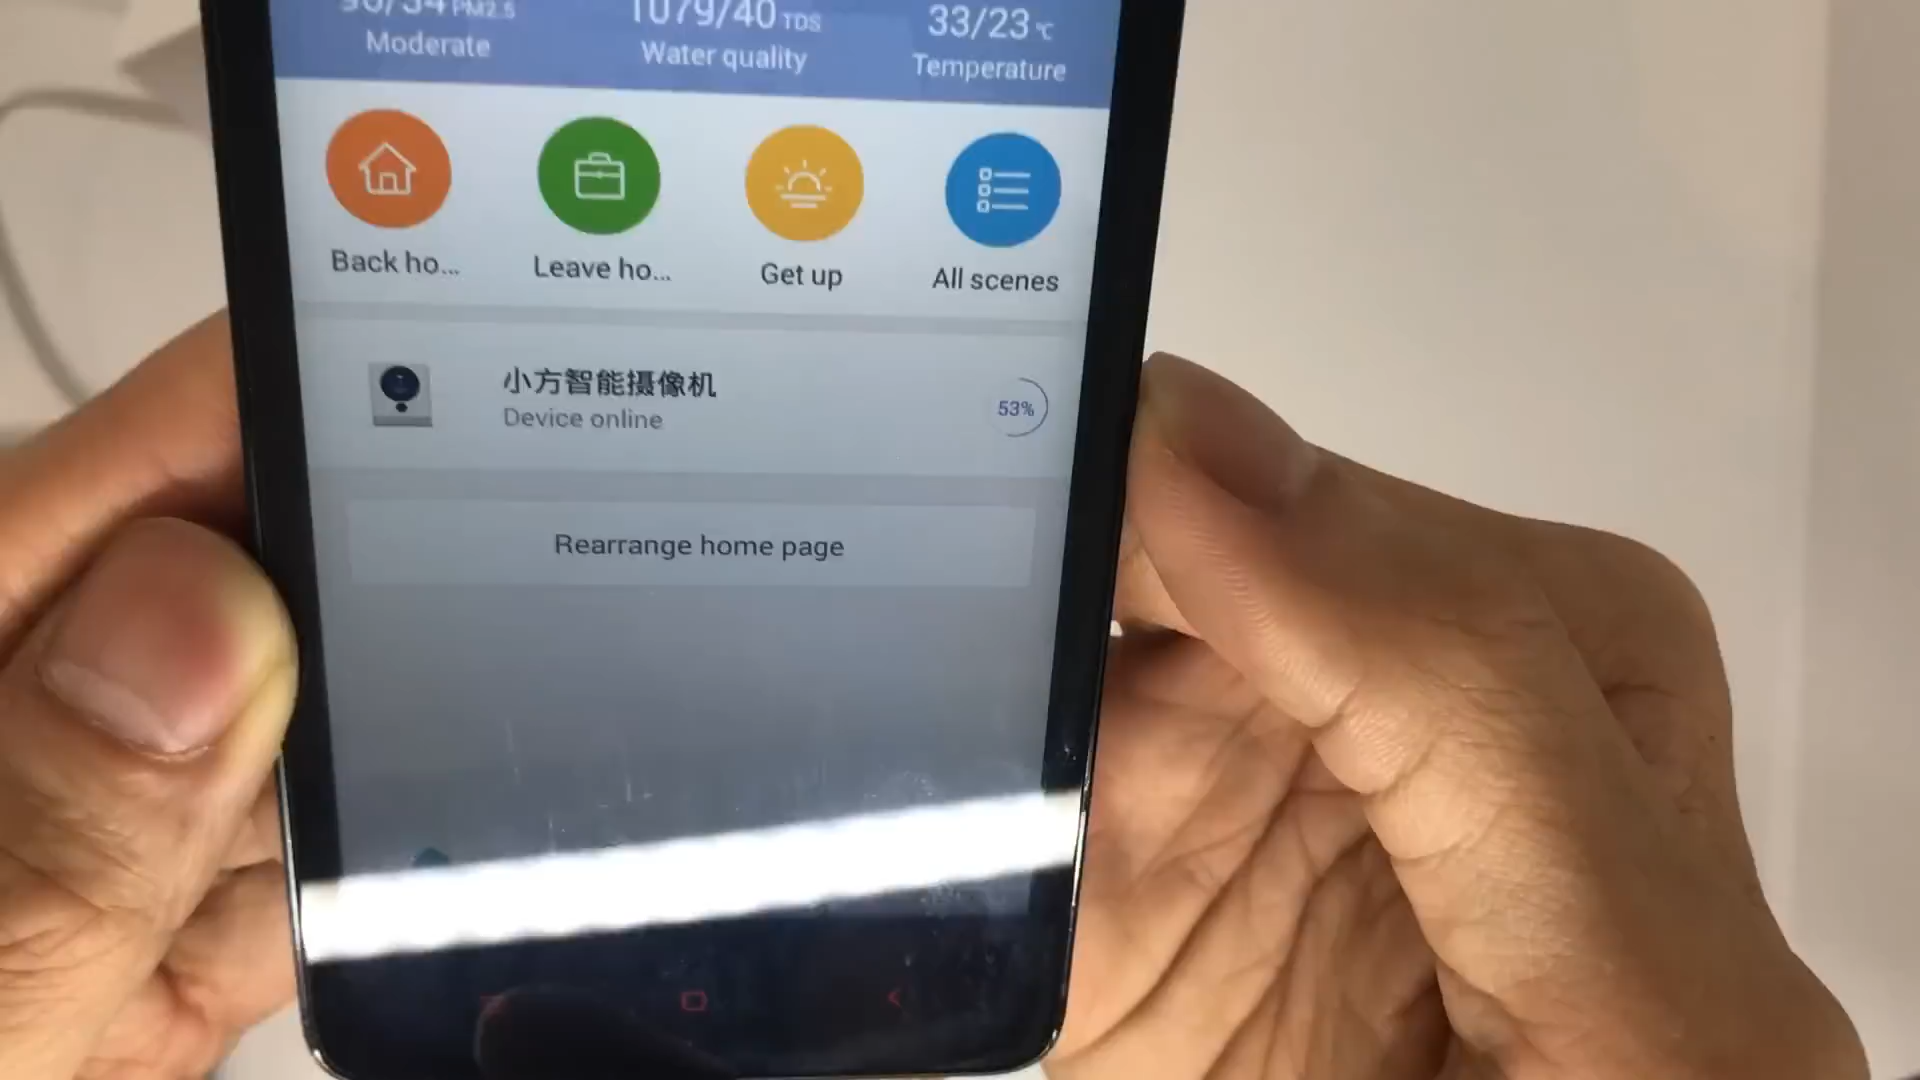 PM2.5 1079/40 TDS 33/23 ℃
Moderate Water quality Temperature
Back ho... Leave ho... Get up All scenes
小方智能摄像机
Device online
53%
Rearrange home page